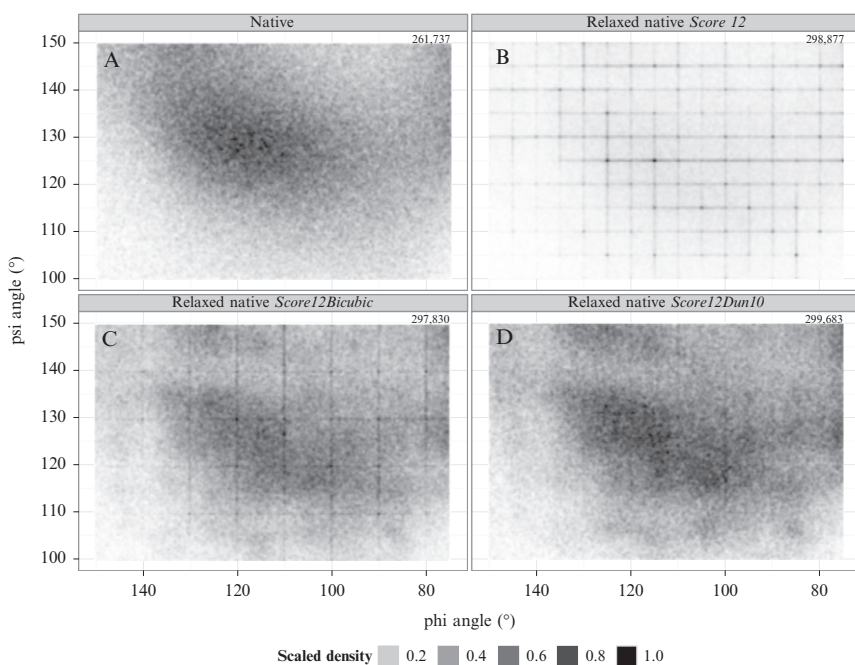 Native
Relaxed native Score 12
261,737
298,877
A
B
150
140
130
120
110
100
Relaxed native Score12Bicubic
Relaxed native Score12Dun10
297,830
299,683
C
D
150
140
130
120
110
100
psi angle (°)
140 120 100 80 140 120 100 80
phi angle (°)
Scaled density 0.2 0.4 0.6 0.8 1.0